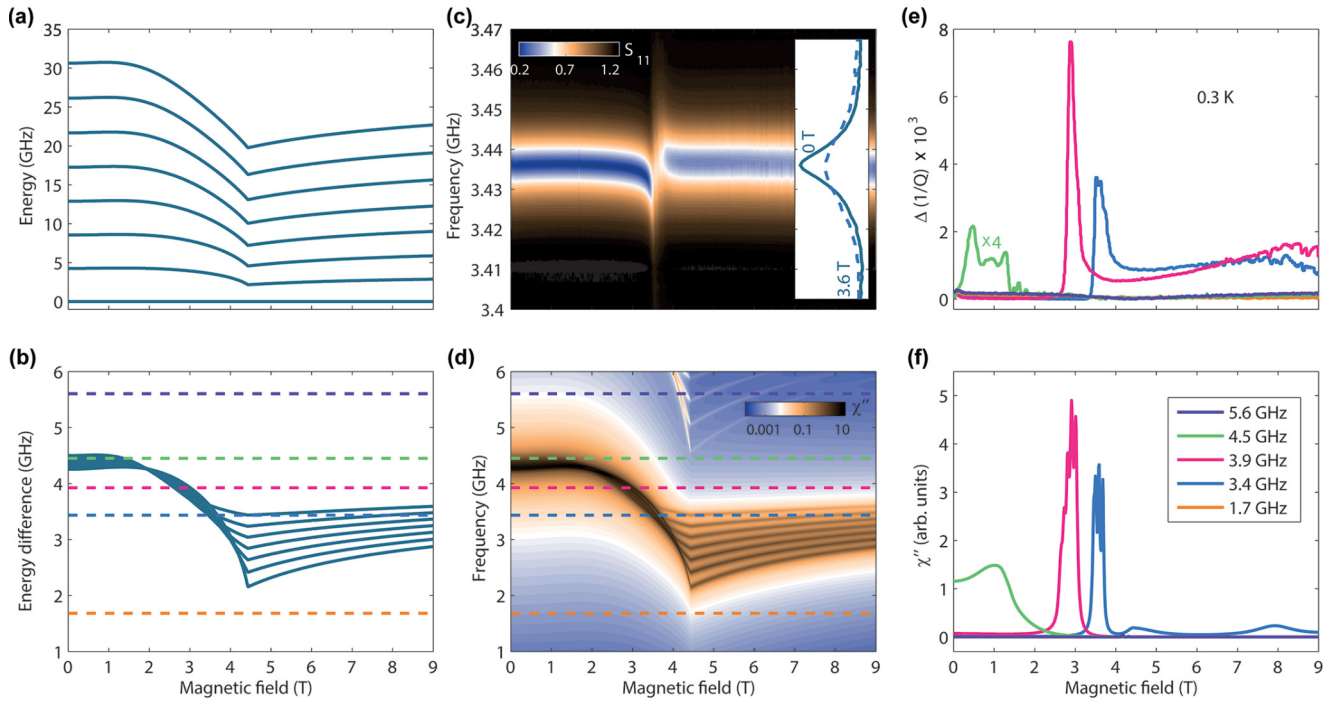 (a)
35
30
25
20
15
10
5
0
Energy (GHz)
(b)
6
5
4
3
2
1
Energy difference (GHz)
0 1 2 3 4 5 6 7 8 9
Magnetic field (T)
(c)
3.47
3.46
3.45
3.44
3.43
3.42
3.41
3.4
Frequency (GHz)
S11
0.2 0.7 1.2
0 T
3.6 T
(d)
6
5
4
3
2
1
Frequency (GHz)
χ''
0.001 0.1 10
0 1 2 3 4 5 6 7 8 9
Magnetic field (T)
(e)
8
6
4
2
0
Δ (1/Q) x 10³
0.3 K
x4
(f)
5
4
3
2
1
0
χ'' (arb. units)
5.6 GHz
4.5 GHz
3.9 GHz
3.4 GHz
1.7 GHz
0 1 2 3 4 5 6 7 8 9
Magnetic field (T)